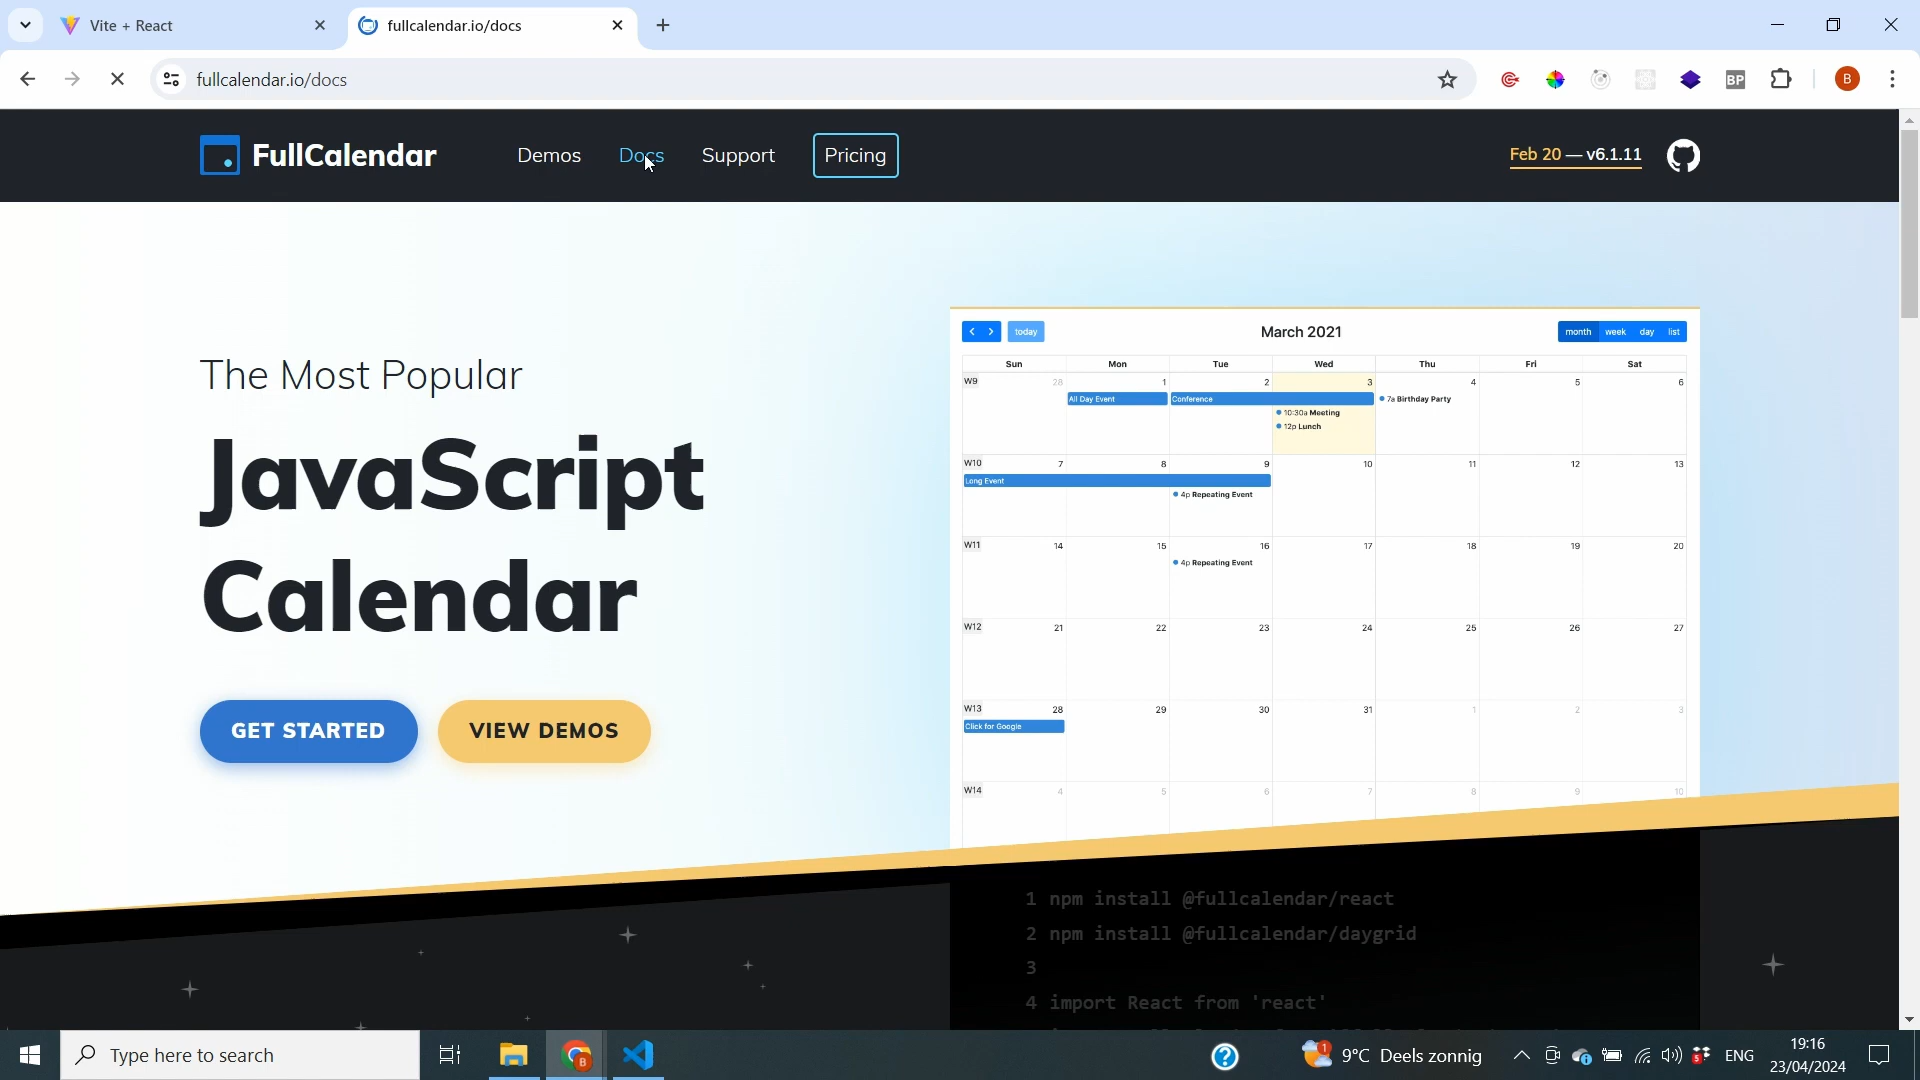 Vite + React
fullcalendar.io/docs
fullcalendar.io/docs
BP
B
FullCalendar
Demos
Docs
Support
Pricing
Feb 20 — v6.1.11
The Most Popular
JavaScript
Calendar
GET STARTED
VIEW DEMOS
today
March 2021
month week day list
Sun Mon Tue Wed Thu Fri Sat
W9 28 1 2 3 4 5 6
All Day Event
Conference
7a Birthday Party
10:30a Meeting
12p Lunch
W10 7 8 9 10 11 12 13
Long Event
4p Repeating Event
W11 14 15 16 17 18 19 20
4p Repeating Event
W12 21 22 23 24 25 26 27
W13 28 29 30 31 1 2 3
Click for Google
W14 4 5 6 7 8 9 10
1 npm install @fullcalendar/react
2 npm install @fullcalendar/daygrid
3
4 import React from 'react'
Type here to search
B
1
9°C Deels zonnig
5
ENG
19:16
23/04/2024